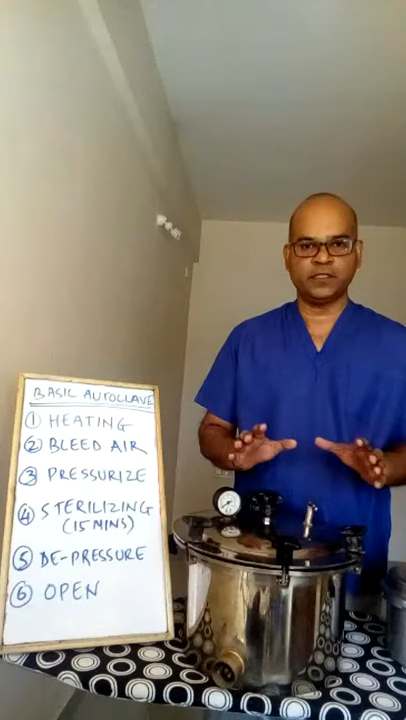 BASIC AUTOCLAVE
1 HEATING
2 BLEED AIR
3 PRESSURIZE
4 STERILIZING
(15 MINS)
5 DE-PRESSURE
6 OPEN